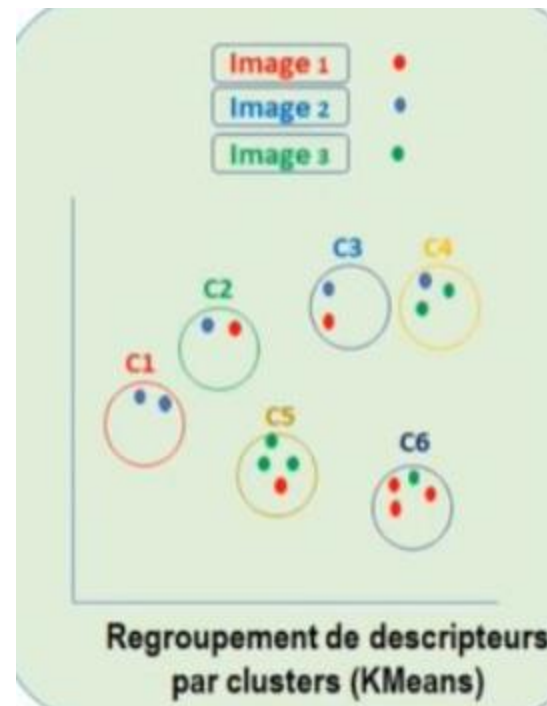 Image 1
Image 2
Image 3
C3
C4
C2
C1
C5
C6
Regroupement de descripteurs
par clusters (KMeans)